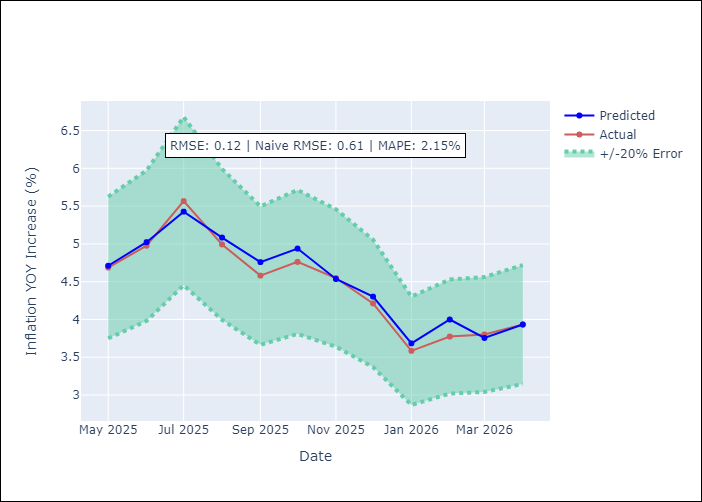 Predicted
Actual
+/-20% Error
RMSE: 0.12 | Naive RMSE: 0.61 | MAPE: 2.15%
Inflation YOY Increase (%)
6.5
6
5.5
5
4.5
4
3.5
3
May 2025 Jul 2025 Sep 2025 Nov 2025 Jan 2026 Mar 2026
Date